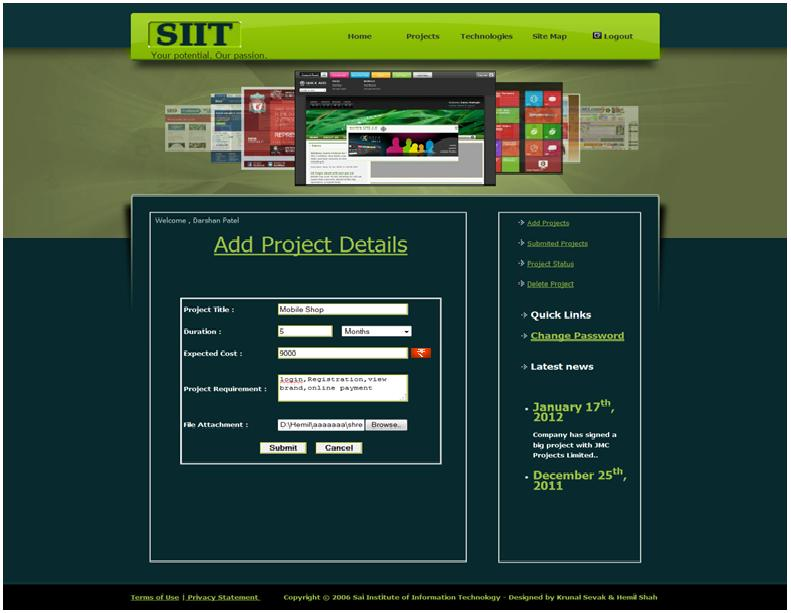 SIIT
Your potential. Our passion.
Home Projects Technologies Site Map Logout
QUICK ADD
Welcome , Darshan Patel
Add Project Details
Project Title : Mobile Shop
Duration : 5 Months
Expected Cost : 9000
Project Requirement : login,Registration,view
brand,online payment
File Attachment : D:\Hemil\aaaaaaa\shre Browse..
Submit Cancel
Add Projects
Submited Projects
Project Status
Delete Project
Quick Links
Change Password
Latest news
January 17th,
2012
Company has signed a
big project with JMC
Projects Limited..
December 25th,
2011
Terms of Use | Privacy Statement Copyright © 2006 Sai Institute of Information Technology - Designed by Krunal Sevak & Hemil Shah